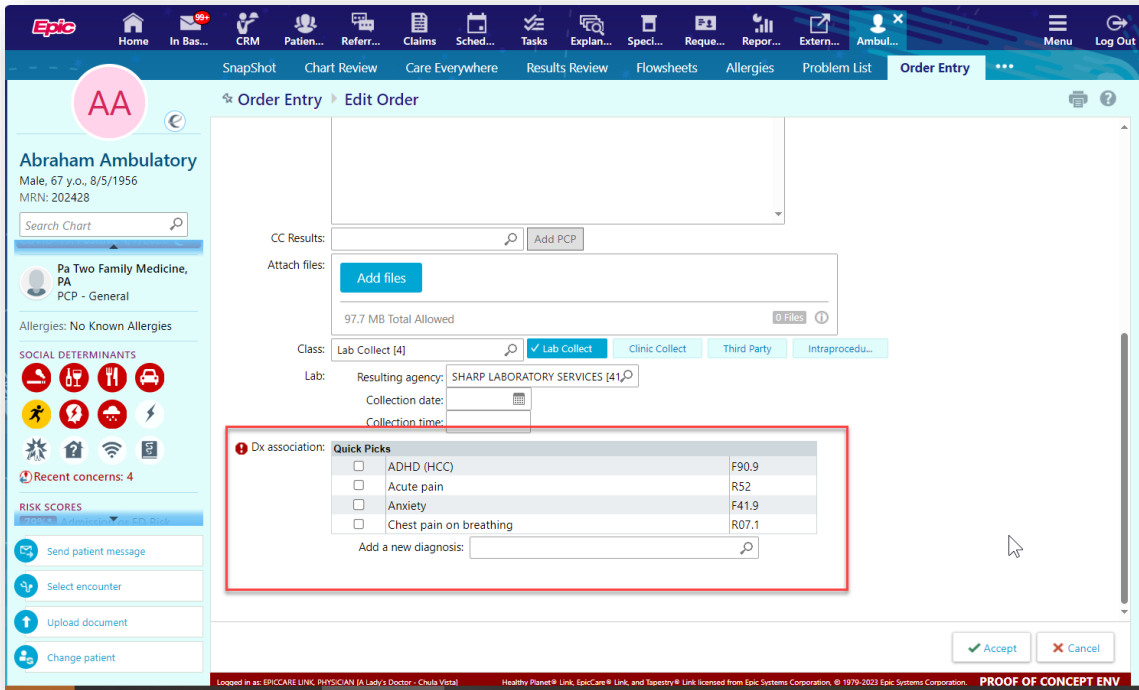 Epic
Home
99+
In Bas...
CRM
Patien...
Referr...
Claims
Sched...
Tasks
Explan...
Speci...
Reque...
Repor...
Extern...
Ambul...
Menu
Log Out
SnapShot
Chart Review
Care Everywhere
Results Review
Flowsheets
Allergies
Problem List
Order Entry
AA
Order Entry
Edit Order
Abraham Ambulatory
Male, 67 y.o., 8/5/1956
MRN: 202428
Search Chart
Pa Two Family Medicine,
PA
PCP - General
Allergies: No Known Allergies
SOCIAL DETERMINANTS
Recent concerns: 4
RISK SCORES
Admission or ED Risk
Send patient message
Select encounter
Upload document
Change patient
CC Results:
Add PCP
Attach files:
Add files
97.7 MB Total Allowed
0 Files
Class:
Lab Collect [4]
Lab Collect
Clinic Collect
Third Party
Intraprocedu...
Lab:
Resulting agency: SHARP LABORATORY SERVICES [41
Collection date:
Collection time:
Dx association:
Quick Picks
ADHD (HCC) F90.9
Acute pain R52
Anxiety F41.9
Chest pain on breathing R07.1
Add a new diagnosis:
Accept
Cancel
Logged in as: EPICCARE LINK, PHYSICIAN [A Lady's Doctor - Chula Vista]
Healthy Planet® Link, EpicCare® Link, and Tapestry® Link licensed from Epic Systems Corporation, © 1979-2023 Epic Systems Corporation.
PROOF OF CONCEPT ENV